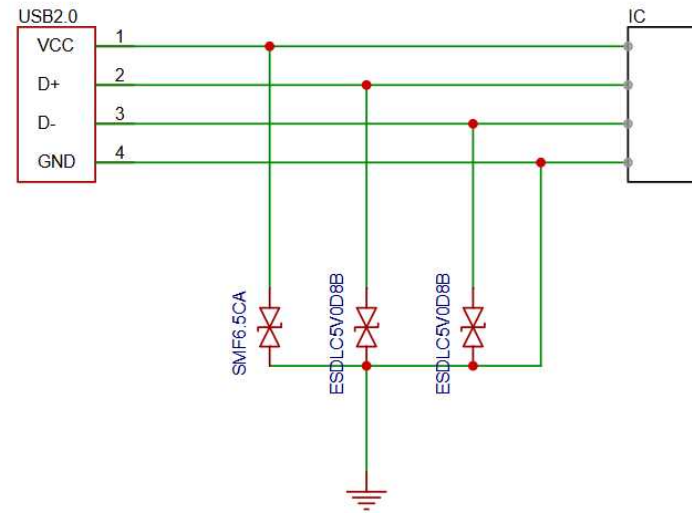 USB2.0
IC
VCC 1
D+ 2
D- 3
GND 4
SMF6.5CA
ESDLC5V0D8B
ESDLC5V0D8B